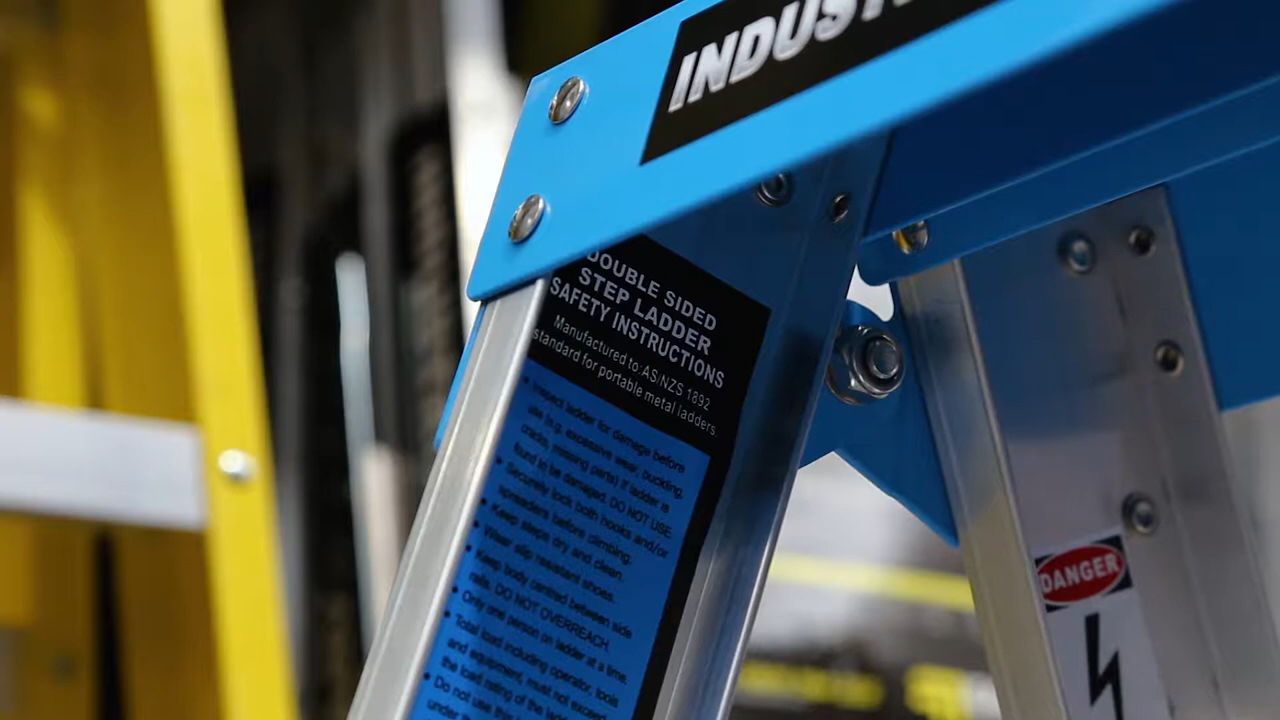 INDUST
DOUBLE SIDED
STEP LADDER
SAFETY INSTRUCTIONS
Manufactured to:AS/NZS 1892
standard for portable metal ladders.
• Inspect ladder for damage before
use (e.g. excessive wear, buckling,
cracks, missing parts) If ladder is
found to be damaged. DO NOT USE
• Securely lock both hooks and/or
spreaders before climbing.
• Keep steps dry and clean.
• Wear slip resistant shoes.
• Keep body centred between side
rails. DO NOT OVERREACH.
• Only one person on ladder at a time.
• Total load including operator, tools
and equipment, must not exceed
the load rating of the
• Do not use this
under
DANGER